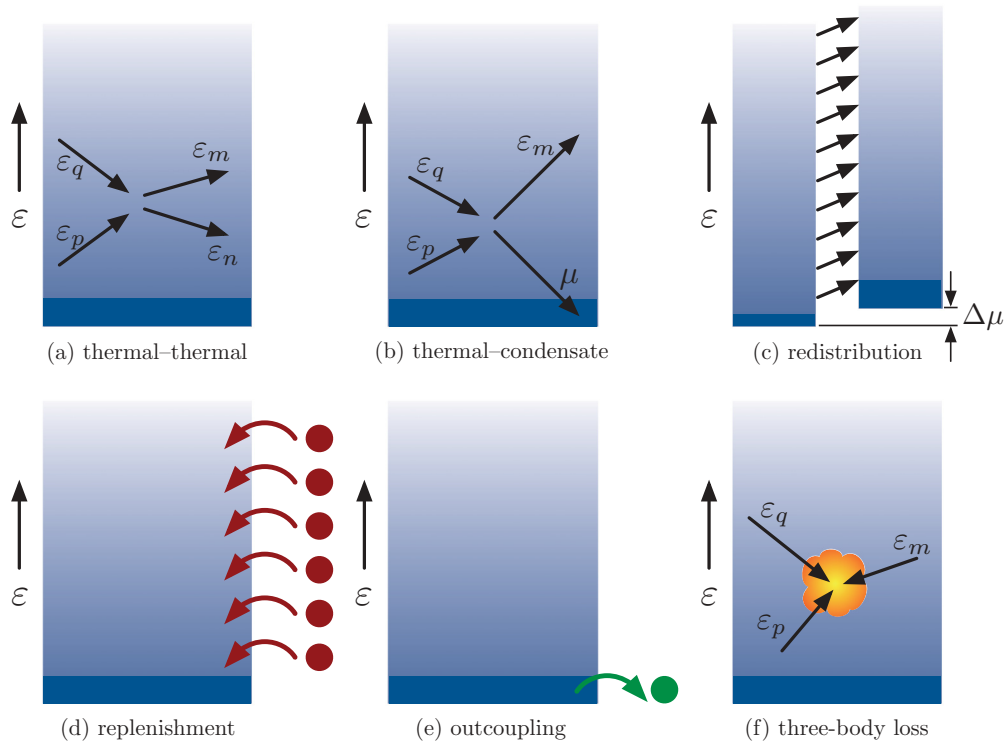 ε
ε_q
ε_p
ε_m
ε_n
(a) thermal–thermal
ε
ε_q
ε_p
ε_m
μ
(b) thermal–condensate
ε
Δμ
(c) redistribution
ε
(d) replenishment
ε
(e) outcoupling
ε
ε_q
ε_m
ε_p
(f) three-body loss